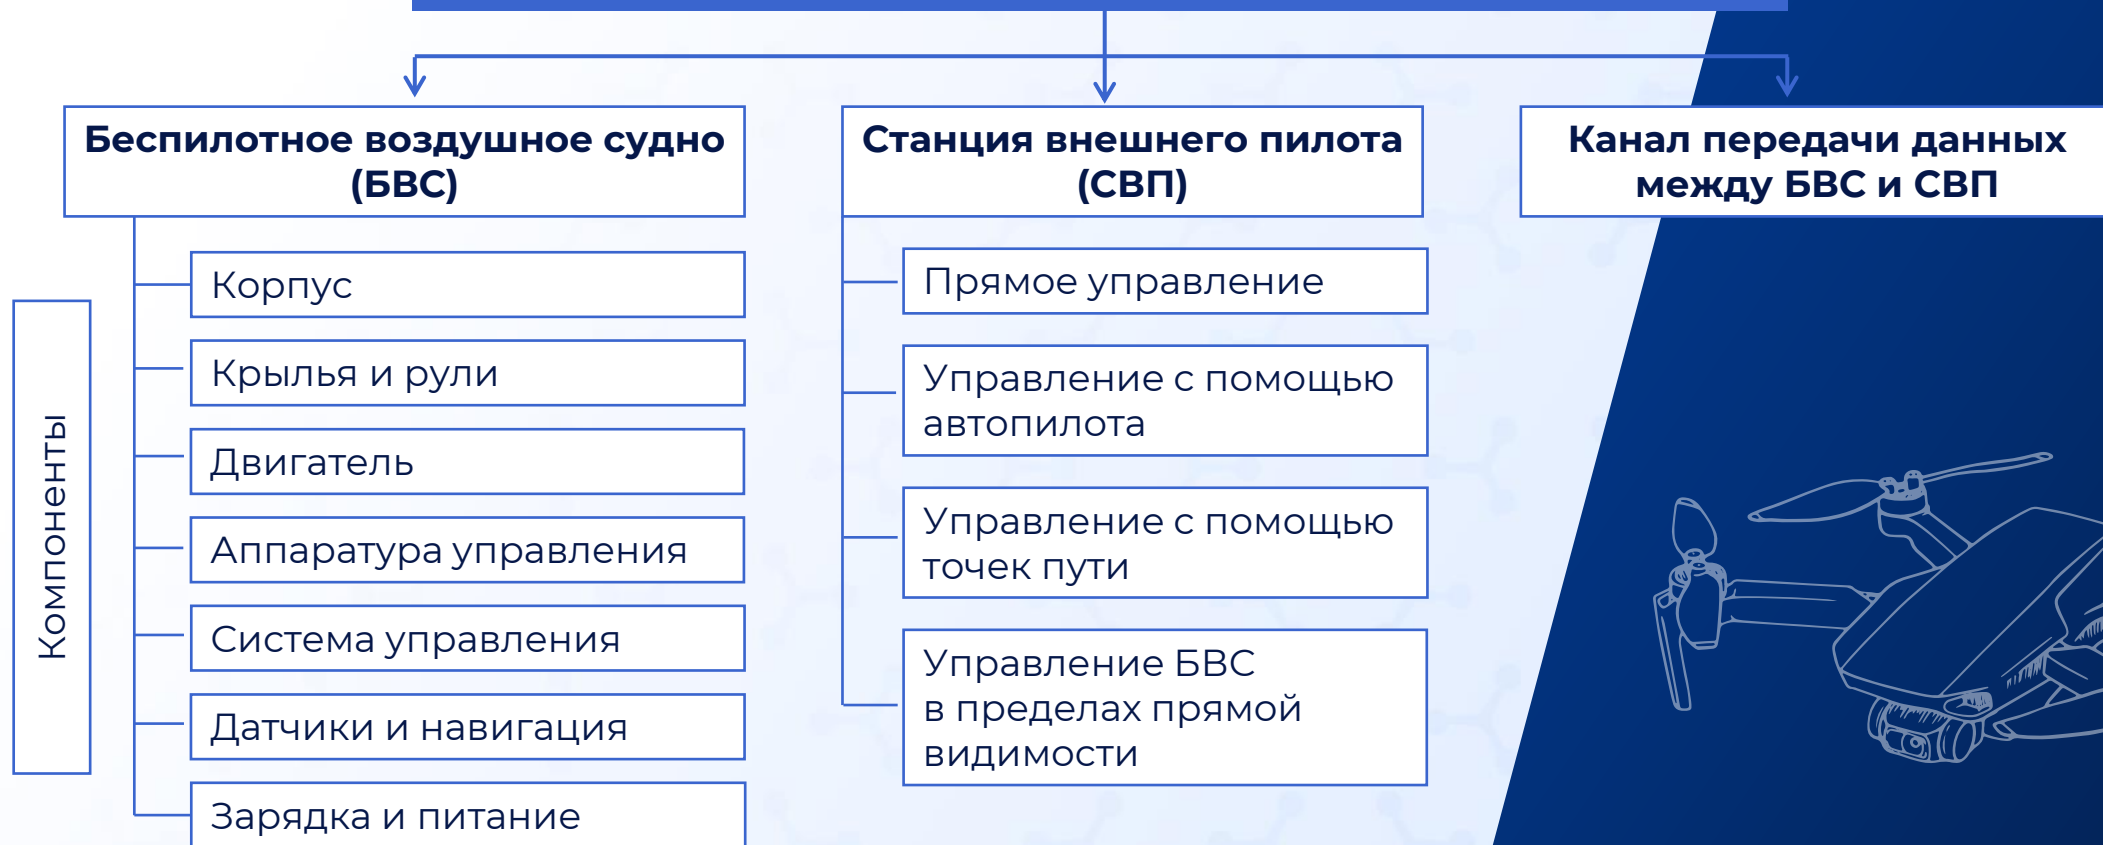 Беспилотное воздушное судно
(БВС)
Станция внешнего пилота
(СВП)
Канал передачи данных
между БВС и СВП
Компоненты
Корпус
Крылья и рули
Двигатель
Аппаратура управления
Система управления
Датчики и навигация
Зарядка и питание
Прямое управление
Управление с помощью
автопилота
Управление с помощью
точек пути
Управление БВС
в пределах прямой
видимости